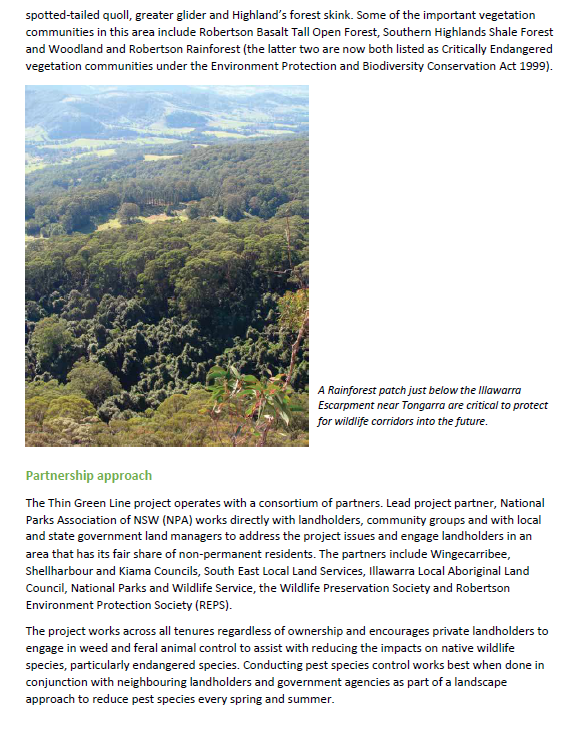 spotted-tailed quoll, greater glider and Highland's forest skink. Some of the important vegetation
communities in this area include Robertson Basalt Tall Open Forest, Southern Highlands Shale Forest
and Woodland and Robertson Rainforest (the latter two are now both listed as Critically Endangered
vegetation communities under the Environment Protection and Biodiversity Conservation Act 1999).
A Rainforest patch just below the Illawarra
Escarpment near Tongarra are critical to protect
for wildlife corridors into the future.
Partnership approach
The Thin Green Line project operates with a consortium of partners. Lead project partner, National
Parks Association of NSW (NPA) works directly with landholders, community groups and with local
and state government land managers to address the project issues and engage landholders in an
area that has its fair share of non-permanent residents. The partners include Wingecarribee,
Shellharbour and Kiama Councils, South East Local Land Services, Illawarra Local Aboriginal Land
Council, National Parks and Wildlife Service, the Wildlife Preservation Society and Robertson
Environment Protection Society (REPS).
The project works across all tenures regardless of ownership and encourages private landholders to
engage in weed and feral animal control to assist with reducing the impacts on native wildlife
species, particularly endangered species. Conducting pest species control works best when done in
conjunction with neighbouring landholders and government agencies as part of a landscape
approach to reduce pest species every spring and summer.